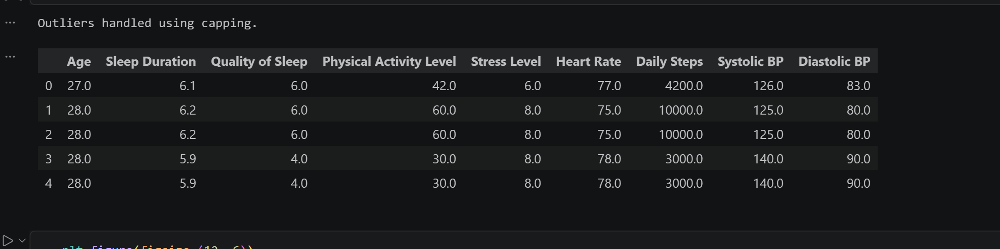 Outliers handled using capping.
Age Sleep Duration Quality of Sleep Physical Activity Level Stress Level Heart Rate Daily Steps Systolic BP Diastolic BP
0 27.0 6.1 6.0 42.0 6.0 77.0 4200.0 126.0 83.0
1 28.0 6.2 6.0 60.0 8.0 75.0 10000.0 125.0 80.0
2 28.0 6.2 6.0 60.0 8.0 75.0 10000.0 125.0 80.0
3 28.0 5.9 4.0 30.0 8.0 78.0 3000.0 140.0 90.0
4 28.0 5.9 4.0 30.0 8.0 78.0 3000.0 140.0 90.0
plt.figure(figsize=(12, 6))